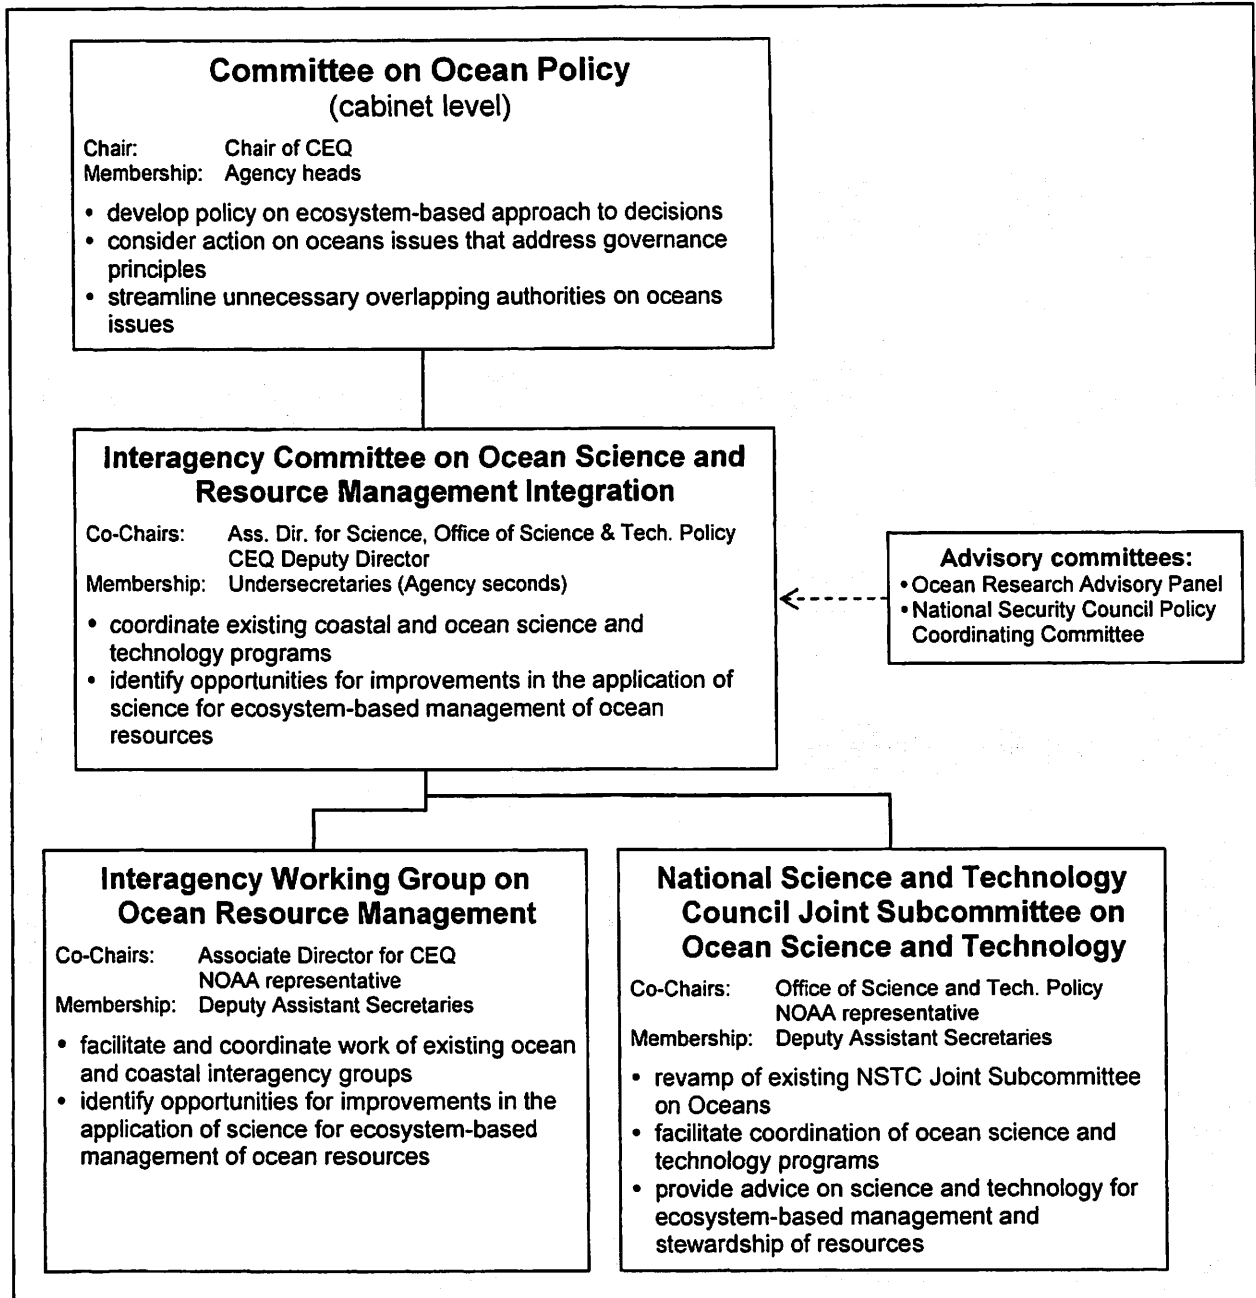 Committee on Ocean Policy
(cabinet level)
Chair: Chair of CEQ
Membership: Agency heads
• develop policy on ecosystem-based approach to decisions
• consider action on oceans issues that address governance
principles
• streamline unnecessary overlapping authorities on oceans
issues
Interagency Committee on Ocean Science and
Resource Management Integration
Co-Chairs: Ass. Dir. for Science, Office of Science & Tech. Policy
CEQ Deputy Director
Membership: Undersecretaries (Agency seconds)
• coordinate existing coastal and ocean science and
technology programs
• identify opportunities for improvements in the application of
science for ecosystem-based management of ocean
resources
Advisory committees:
• Ocean Research Advisory Panel
• National Security Council Policy
Coordinating Committee
Interagency Working Group on
Ocean Resource Management
Co-Chairs: Associate Director for CEQ
NOAA representative
Membership: Deputy Assistant Secretaries
• facilitate and coordinate work of existing ocean
and coastal interagency groups
• identify opportunities for improvements in the
application of science for ecosystem-based
management of ocean resources
National Science and Technology
Council Joint Subcommittee on
Ocean Science and Technology
Co-Chairs: Office of Science and Tech. Policy
NOAA representative
Membership: Deputy Assistant Secretaries
• revamp of existing NSTC Joint Subcommittee
on Oceans
• facilitate coordination of ocean science and
technology programs
• provide advice on science and technology for
ecosystem-based management and
stewardship of resources